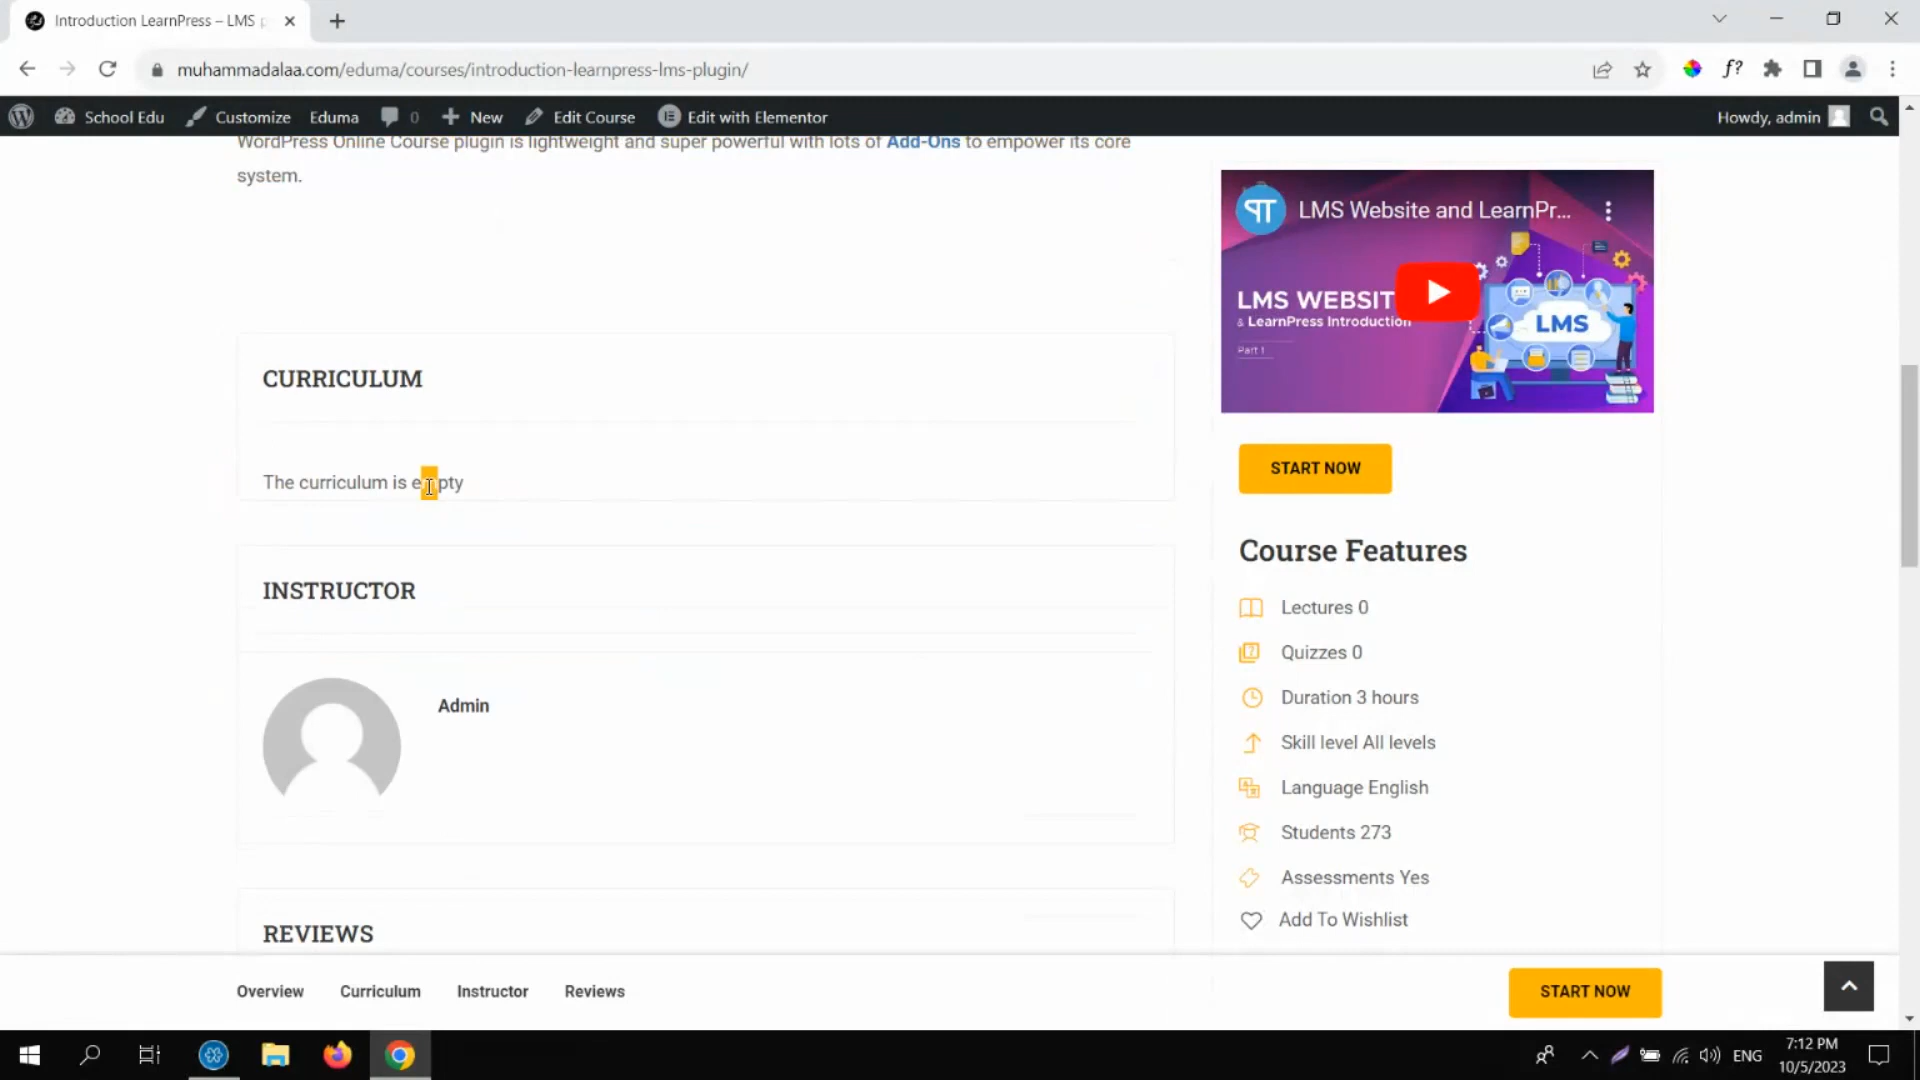 Introduction LearnPress – LMS p
muhammadalaa.com/eduma/courses/introduction-learnpress-lms-plugin/
f?
School Edu
Customize
Eduma
0
New
Edit Course
Edit with Elementor
Howdy, admin
WordPress Online Course plugin is lightweight and super powerful with lots of Add-Ons to empower its core
system.
LMS Website and LearnPr...
LMS WEBSIT
& LearnPress Introduction
Part 1
LMS
CURRICULUM
The curriculum is empty
START NOW
Course Features
Lectures 0
Quizzes 0
Duration 3 hours
Skill level All levels
Language English
Students 273
Assessments Yes
Add To Wishlist
INSTRUCTOR
Admin
REVIEWS
Overview
Curriculum
Instructor
Reviews
START NOW
ENG
7:12 PM
10/5/2023